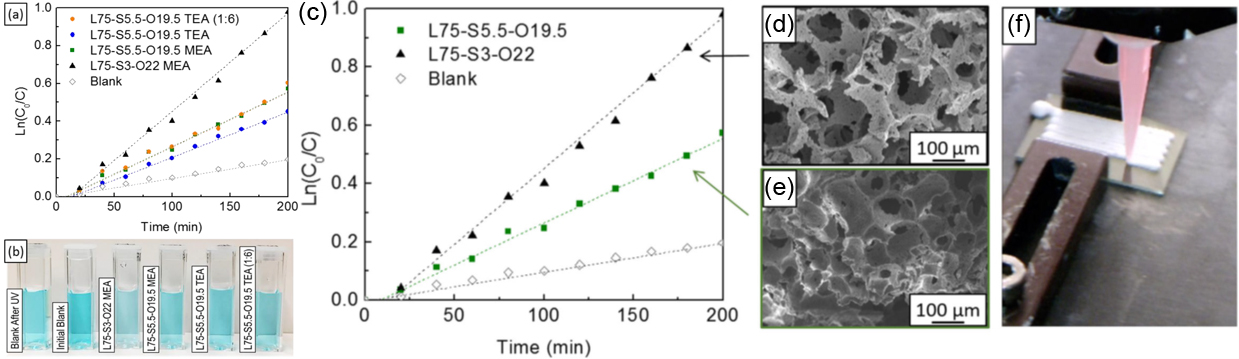 (a)
1.0
0.8
0.6
0.4
0.2
0.0
Ln(C₀/C)
L75-S5.5-O19.5 TEA (1:6)
L75-S5.5-O19.5 TEA
L75-S5.5-O19.5 MEA
L75-S3-O22 MEA
Blank
0 50 100 150 200
Time (min)
(b)
Blank After UV
Initial Blank
L75-S3-O22 MEA
L75-S5.5-O19.5 MEA
L75-S5.5-O19.5 TEA
L75-S5.5-O19.5 TEA (1:6)
(c)
1.0
0.8
0.6
0.4
0.2
0.0
Ln(C₀/C)
L75-S5.5-O19.5
L75-S3-O22
Blank
0 50 100 150 200
Time (min)
(d)
100 µm
(e)
100 µm
(f)